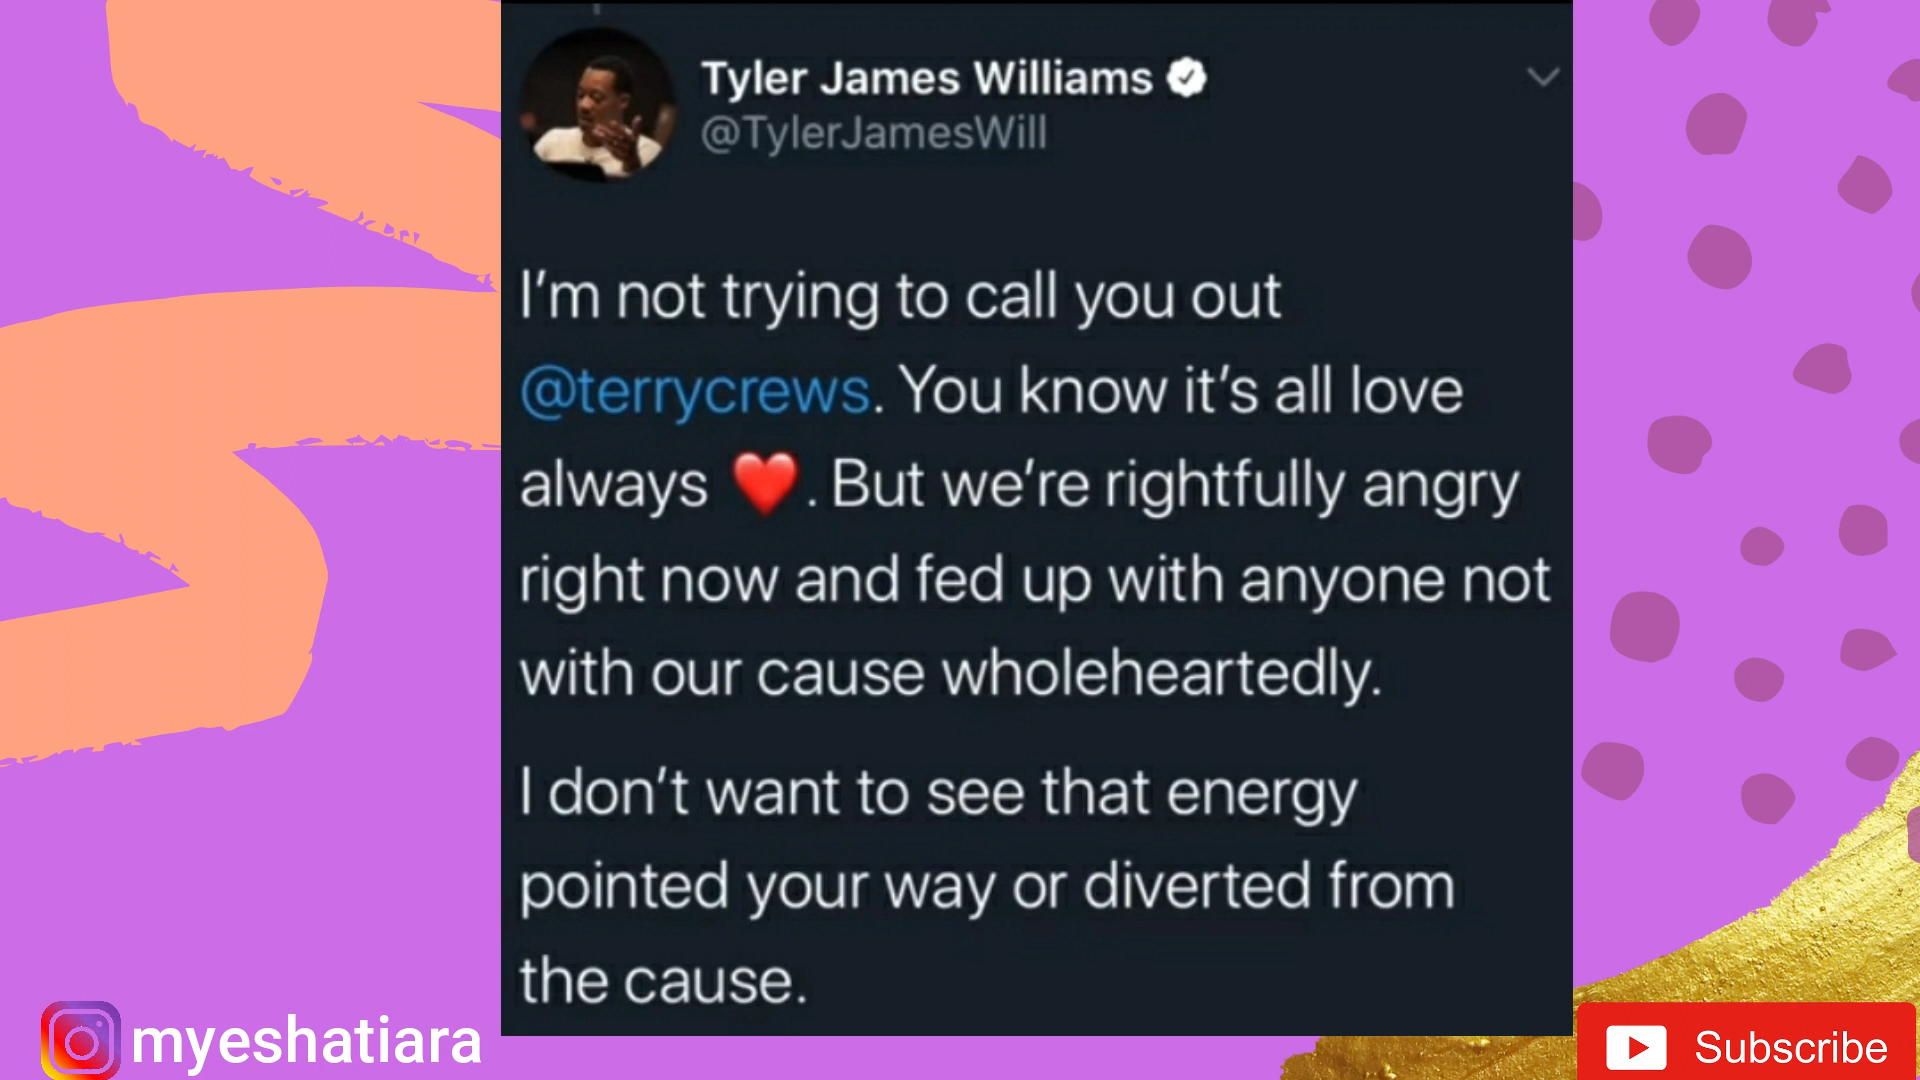 Tyler James Williams
@TylerJamesWill
I'm not trying to call you out
@terrycrews. You know it's all love
always ❤️. But we're rightfully angry
right now and fed up with anyone not
with our cause wholeheartedly.
I don't want to see that energy
pointed your way or diverted from
the cause.
myeshatiara
Subscribe